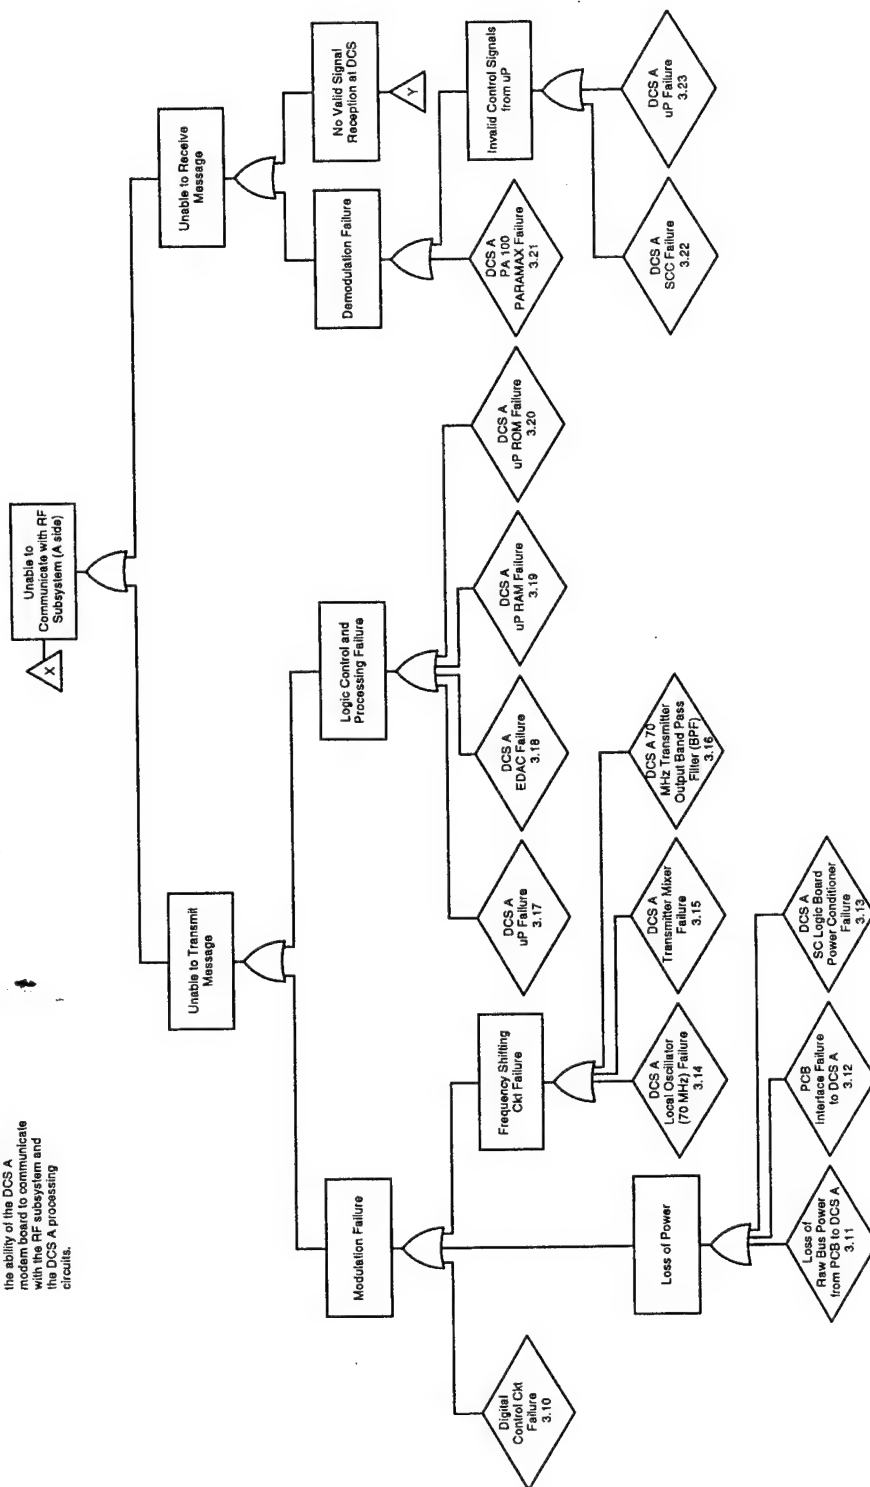 the ability of the DCS A
modem board to communicate
with the RF subsystem and
the DCS A processing
circuits.
X
Unable to
Communicate with RF
Subsystem (A side)
Unable to Transmit
Message
Unable to Receive
Message
Modulation Failure
Logic Control and
Processing Failure
Demodulation Failure
No Valid Signal
Reception at DCS
Y
Digital
Control Ckt
Failure
3.10
Loss of Power
Frequency Shifting
Ckt Failure
DCS A
uP Failure
3.17
DCS A
EDAC Failure
3.18
DCS A
uP RAM Failure
3.19
DCS A
uP ROM Failure
3.20
DCS A
PA 100
PARAMAX Failure
3.21
Invalid Control Signals
from uP
Loss of
Raw Bus Power
from PCB to DCS A
3.11
PCB
Interface Failure
to DCS A
3.12
DCS A
SC Logic Board
Power Conditioner
Failure
3.13
DCS A
Local Oscillator
(70 MHz) Failure
3.14
DCS A
Transmitter Mixer
Failure
3.15
DCS A 70
MHz Transmitter
Output Band Pass
Filter (BPF)
3.16
DCS A
SCC Failure
3.22
DCS A
uP Failure
3.23